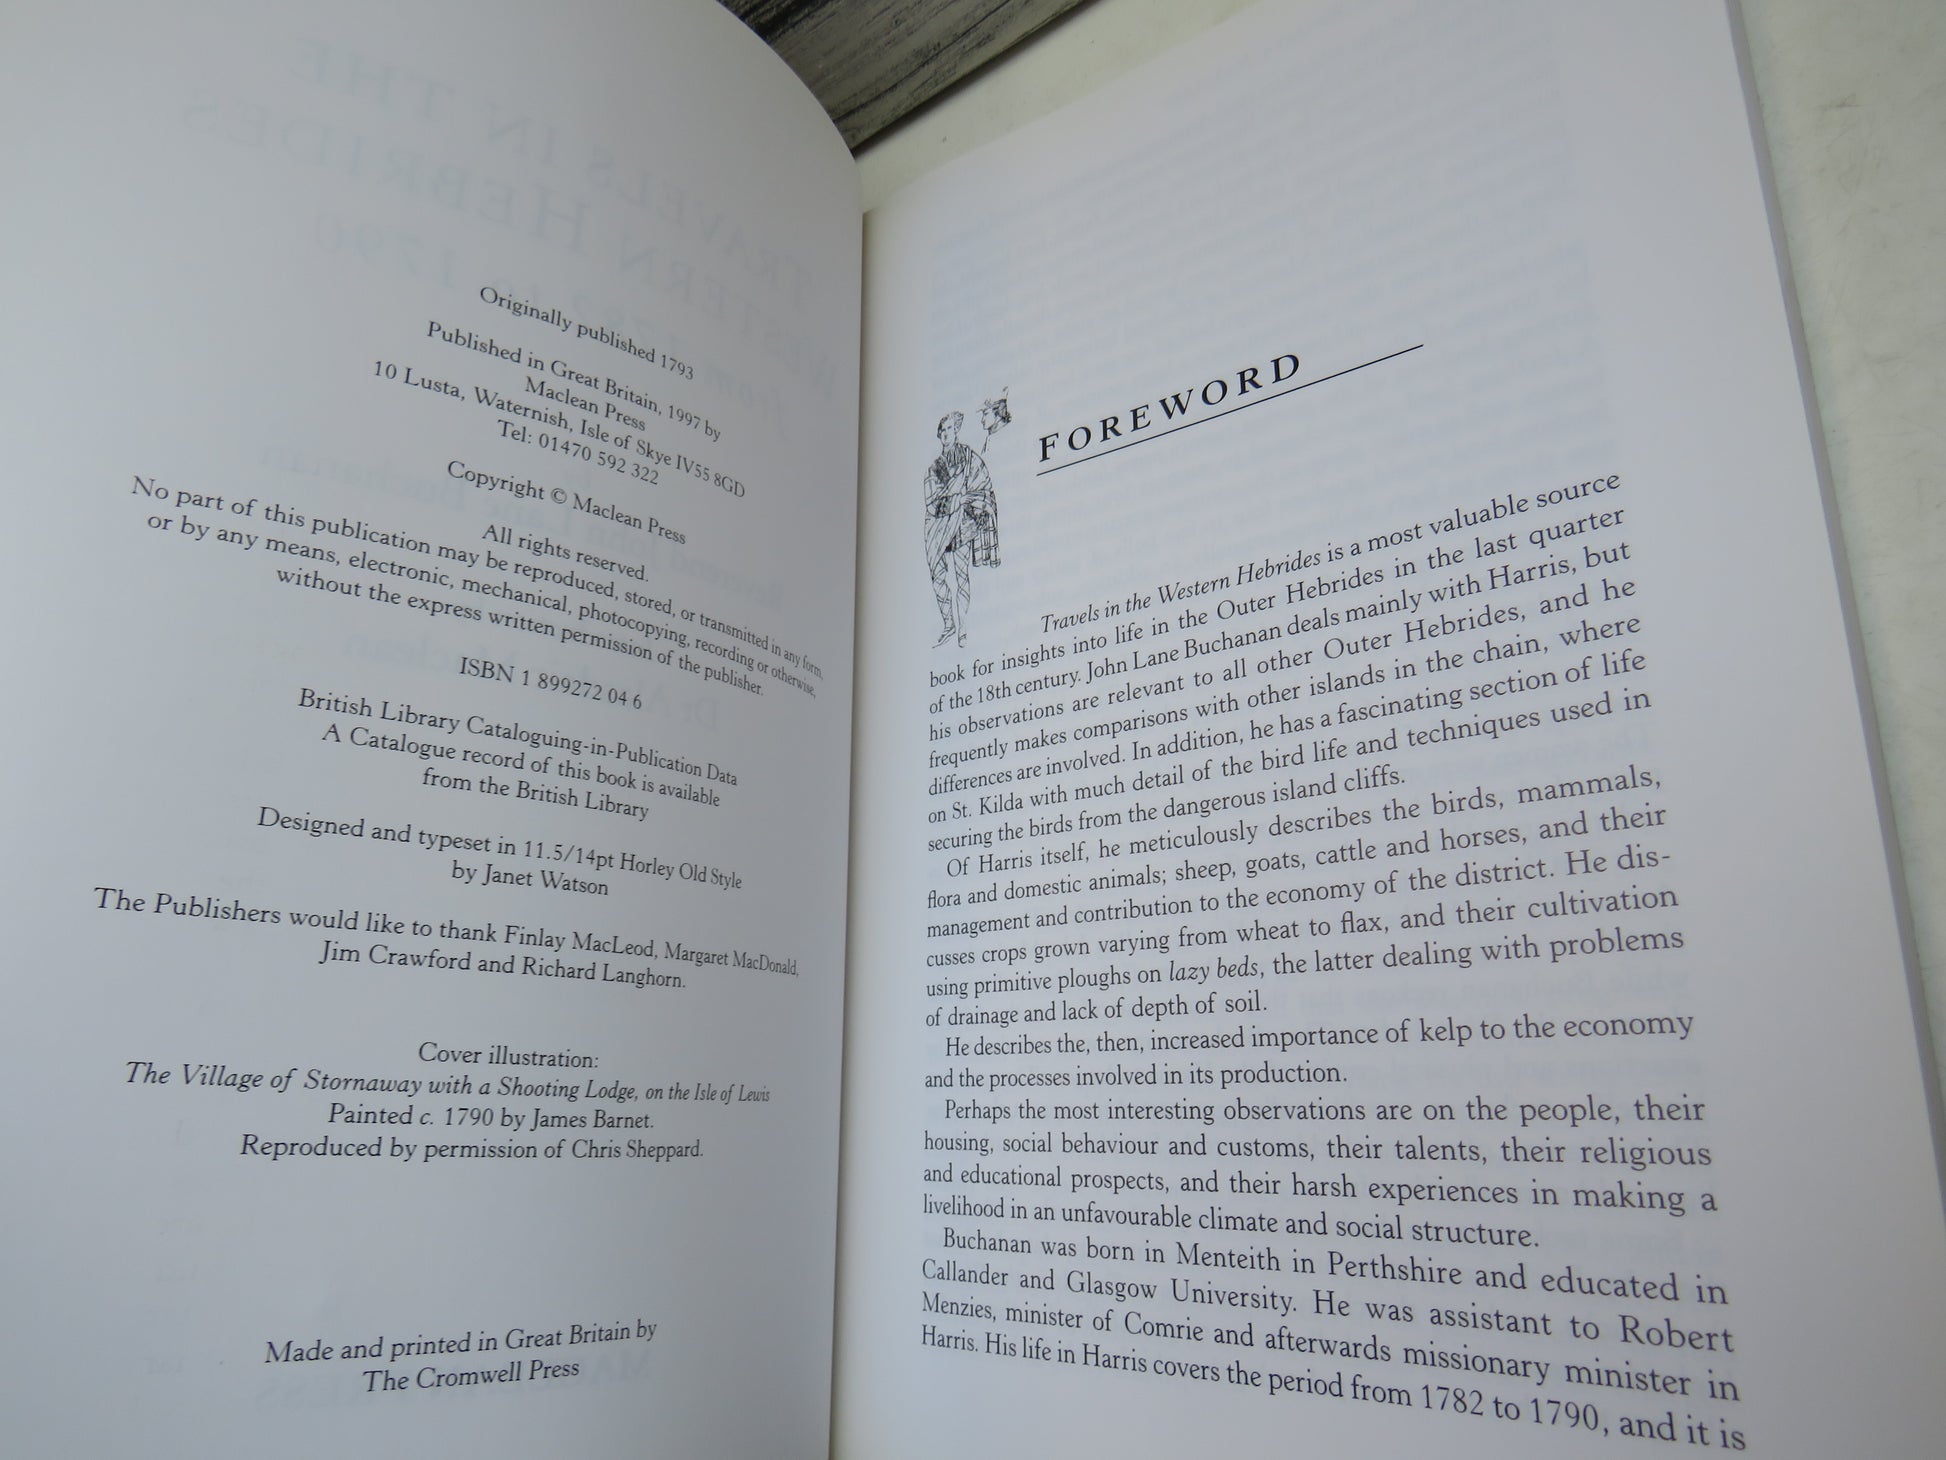 Originally published 1793
Published in Great Britain, 1997 by
Maclean Press
10 Lusta, Waternish, Isle of Skye IV55 8GD
Tel: 01470 592 322
Copyright © Maclean Press
All rights reserved.
No part of this publication may be reproduced, stored, or transmitted in any form,
or by any means, electronic, mechanical, photocopying, recording or otherwise,
without the express written permission of the publisher.
ISBN 1 899272 04 6
British Library Cataloguing-in-Publication Data
A Catalogue record of this book is available
from the British Library
Designed and typeset in 11.5/14pt Horley Old Style
by Janet Watson
The Publishers would like to thank Finlay MacLeod, Margaret MacDonald,
Jim Crawford and Richard Langhorn.
Cover illustration:
The Village of Stornaway with a Shooting Lodge, on the Isle of Lewis
Painted c. 1790 by James Barnet.
Reproduced by permission of Chris Sheppard.
Made and printed in Great Britain by
The Cromwell Press
FOREWORD
Travels in the Western Hebrides is a most valuable source
book for insights into life in the Outer Hebrides in the last quarter
of the 18th century. John Lane Buchanan deals mainly with Harris, but
his observations are relevant to all other Outer Hebrides, and he
frequently makes comparisons with other islands in the chain, where
differences are involved. In addition, he has a fascinating section of life
on St. Kilda with much detail of the bird life and techniques used in
securing the birds from the dangerous island cliffs.
Of Harris itself, he meticulously describes the birds, mammals,
flora and domestic animals; sheep, goats, cattle and horses, and their
management and contribution to the economy of the district. He dis-
cusses crops grown varying from wheat to flax, and their cultivation
using primitive ploughs on lazy beds, the latter dealing with problems
of drainage and lack of depth of soil.
He describes the, then, increased importance of kelp to the economy
and the processes involved in its production.
Perhaps the most interesting observations are on the people, their
housing, social behaviour and customs, their talents, their religious
and educational prospects, and their harsh experiences in making a
livelihood in an unfavourable climate and social structure.
Buchanan was born in Menteith in Perthshire and educated in
Callander and Glasgow University. He was assistant to Robert
Menzies, minister of Comrie and afterwards missionary minister in
Harris. His life in Harris covers the period from 1782 to 1790, and it is